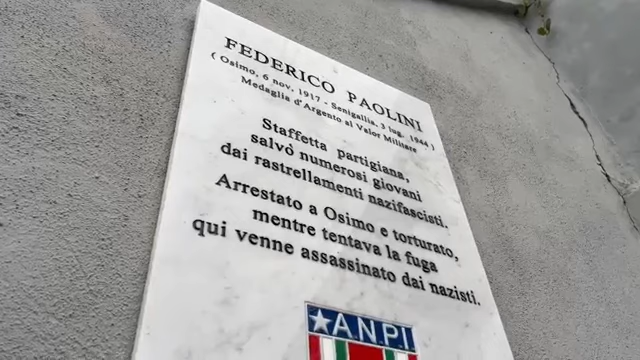 FEDERICO PAOLINI
( Osimo, 6 nov. 1917 - Senigallia, 3 lug. 1944 )
Medaglia d'Argento al Valor Militare
Staffetta partigiana,
salvò numerosi giovani
dai rastrellamenti nazifascisti.
Arrestato a Osimo e torturato,
mentre tentava la fuga
qui venne assassinato dai nazisti.
A.N.P.I.